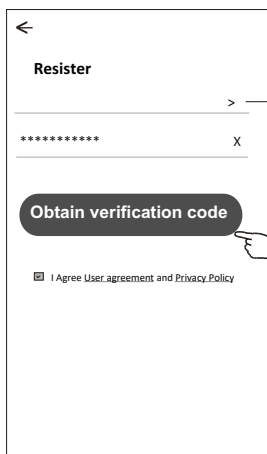 Resister
>
*********** X
Obtain verification code
I Agree User agreement and Privacy Policy